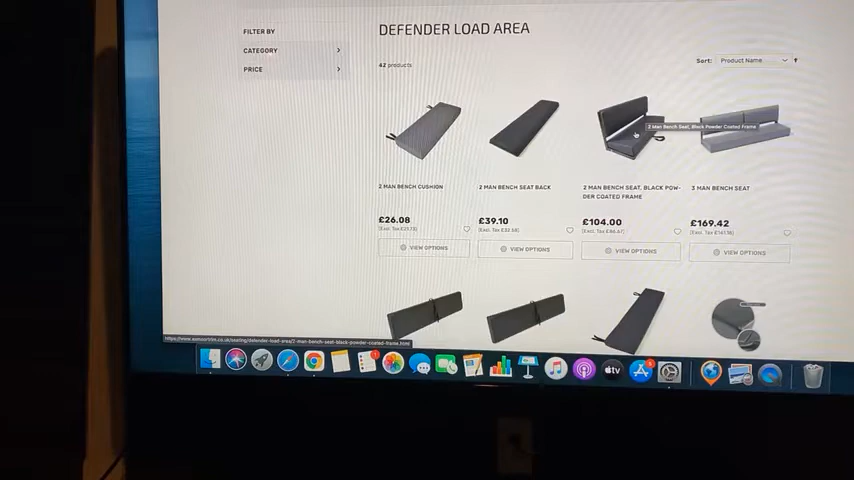 FILTER BY
CATEGORY
PRICE
DEFENDER LOAD AREA
42 products
Sort: Product Name
2 Man Bench Seat, Black Powder Coated Frame
2 MAN BENCH CUSHION
£26.08
VIEW OPTIONS
2 MAN BENCH SEAT BACK
£39.10
VIEW OPTIONS
2 MAN BENCH SEAT, BLACK POW-
DER COATED FRAME
£104.00
VIEW OPTIONS
3 MAN BENCH SEAT
£169.42
VIEW OPTIONS
tv